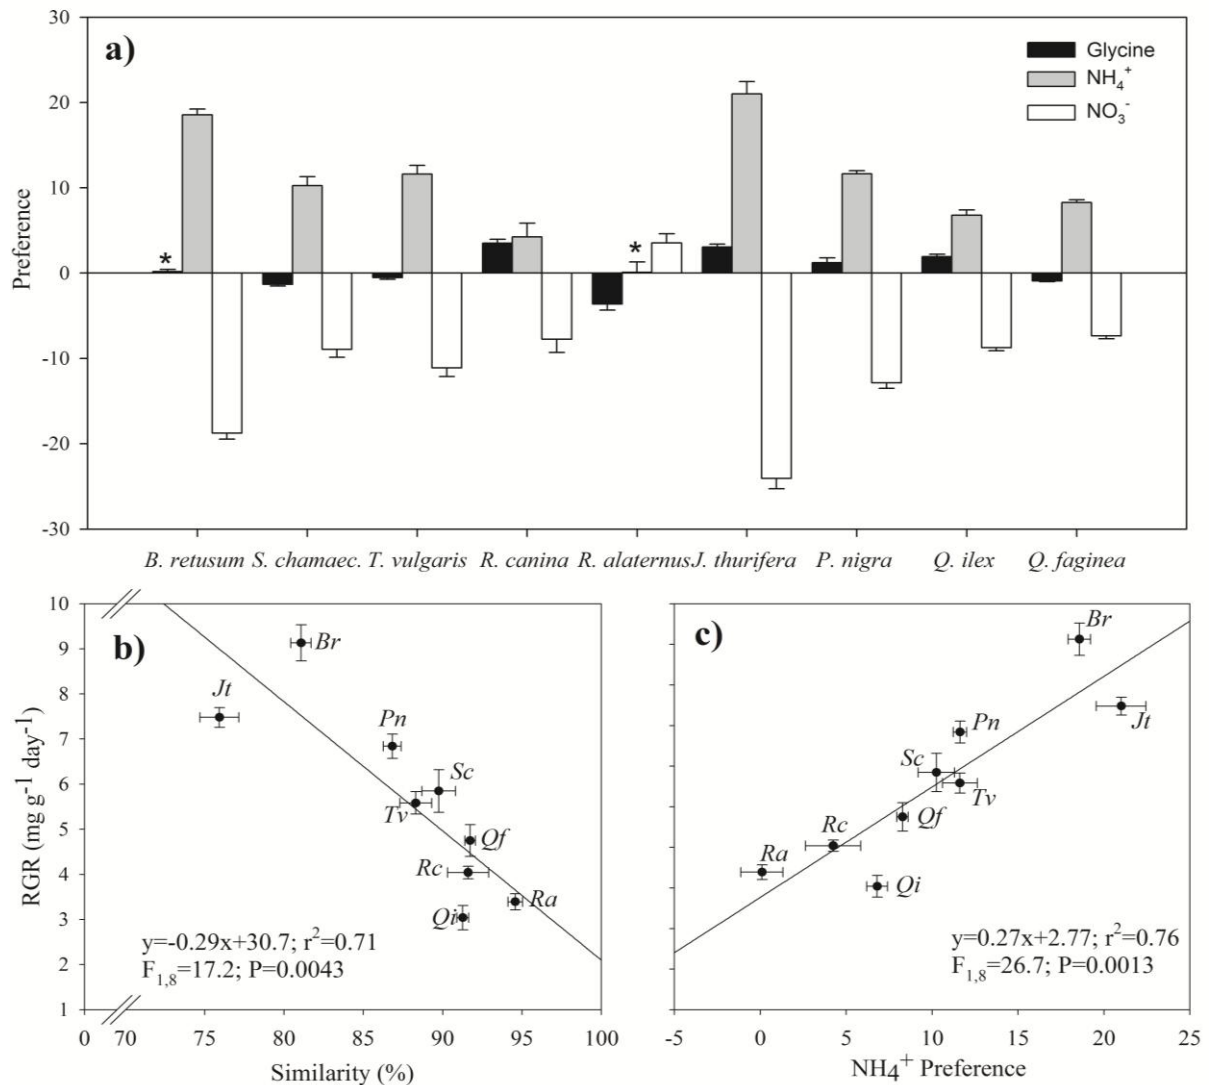 30
a)
Glycine
NH4+
NO3-
20
10
0
-10
-20
-30
Preference
*
*
B. retusum S. chamaec. T. vulgaris R. canina R. alaternus J. thurifera P. nigra Q. ilex Q. faginea
10
9
8
7
6
5
4
3
2
1
RGR (mg g-1 day-1)
b)
Br
Jt
Pn
Sc
Tv
Qf
Rc
Ra
Qi
y=-0.29x+30.7; r2=0.71
F1,8=17.2; P=0.0043
0 70 75 80 85 90 95 100
Similarity (%)
c)
Br
Jt
Pn
Sc
Tv
Qf
Rc
Ra
Qi
y=0.27x+2.77; r2=0.76
F1,8=26.7; P=0.0013
-5 0 5 10 15 20 25
NH4+ Preference